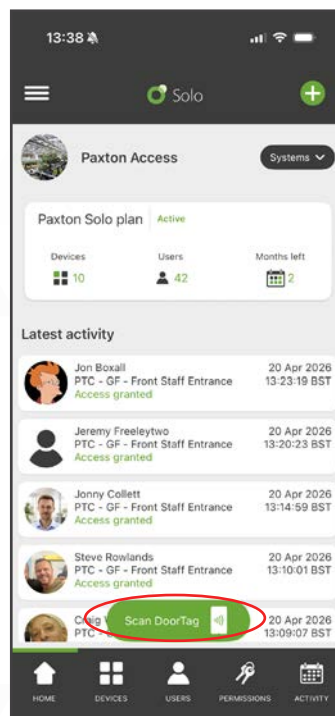 13:38
Solo
Paxton Access
Systems
Paxton Solo plan Active
Devices Users Months left
10 42 2
Latest activity
Jon Boxall 20 Apr 2026
PTC - GF - Front Staff Entrance 13:23:19 BST
Access granted
Jeremy Freeleytwo 20 Apr 2026
PTC - GF - Front Staff Entrance 13:20:23 BST
Access granted
Jonny Collett 20 Apr 2026
PTC - GF - Front Staff Entrance 13:14:59 BST
Access granted
Steve Rowlands 20 Apr 2026
PTC - GF - Front Staff Entrance 13:10:01 BST
Access granted
Craig 20 Apr 2026
Scan DoorTag
PTC - 13:09:07 BST
HOME DEVICES USERS PERMISSIONS ACTIVITY